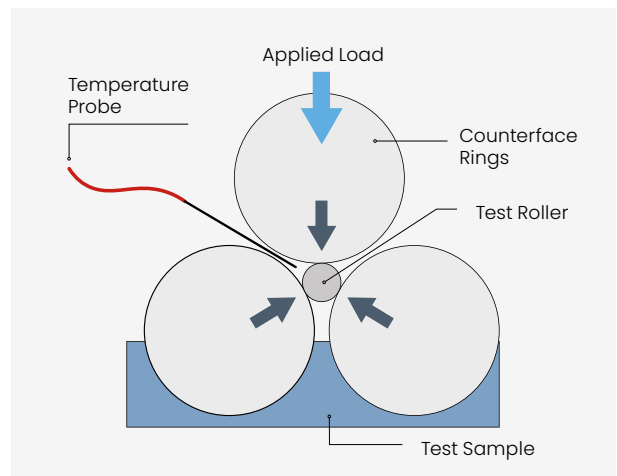 Applied Load
Temperature
Probe
Counterface
Rings
Test Roller
Test Sample